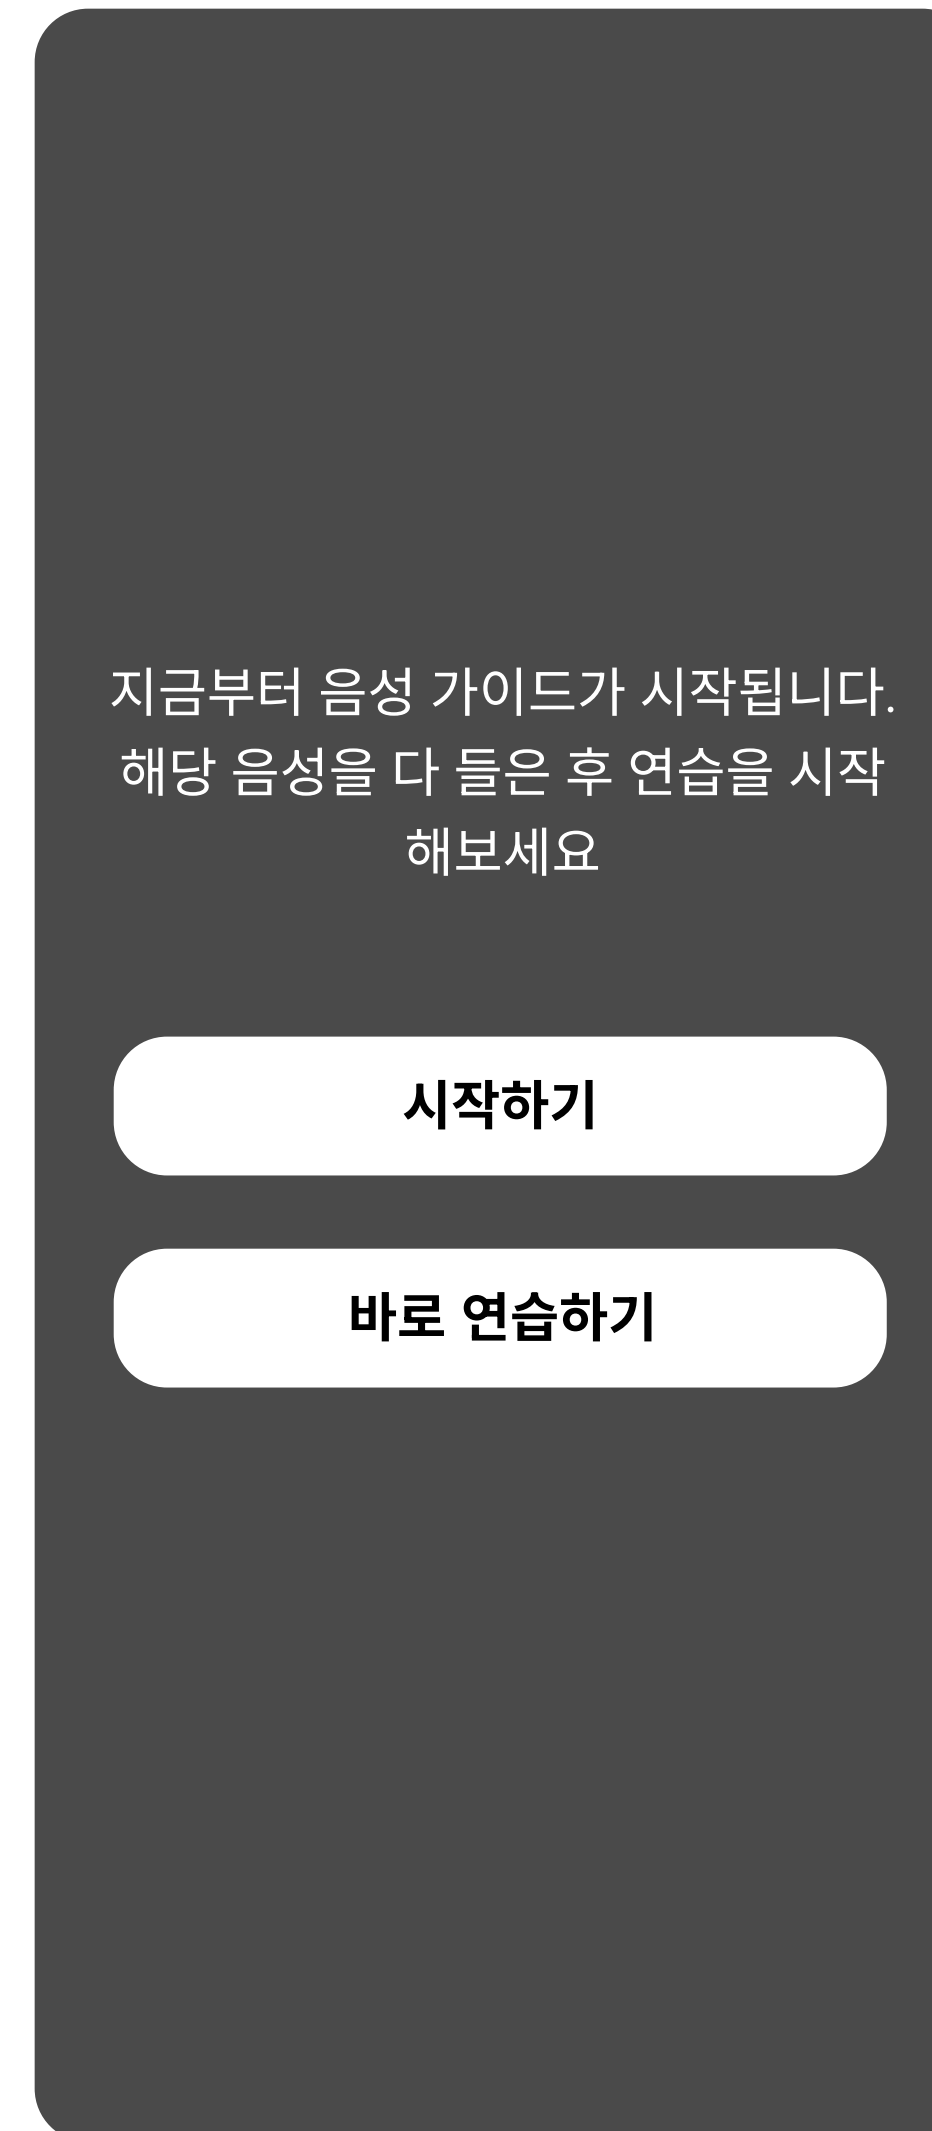 지금부터 음성 가이드가 시작됩니다.
해당 음성을 다 들은 후 연습을 시작
해보세요
시작하기
바로 연습하기